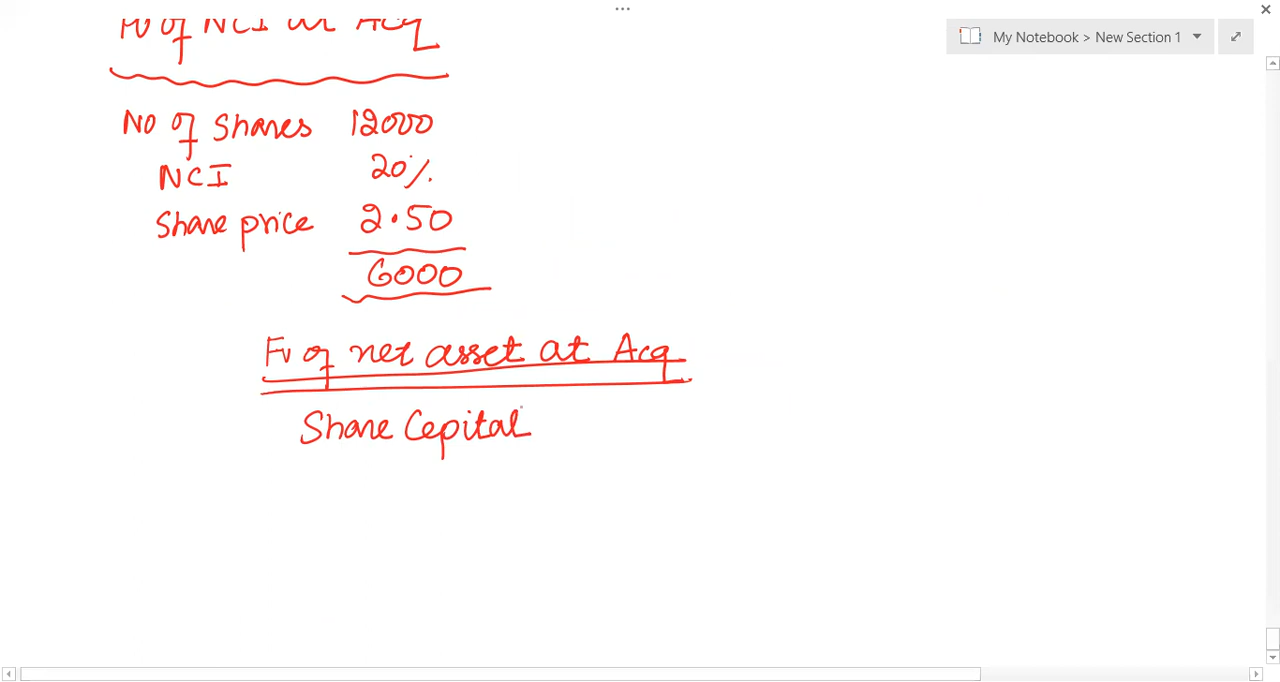 ...
My Notebook > New Section 1
Fv of NCI at Acq
No of Shares 12000
NCI 20%
Share price 2.50
6000
Fv of net asset at Acq
Share Cepital